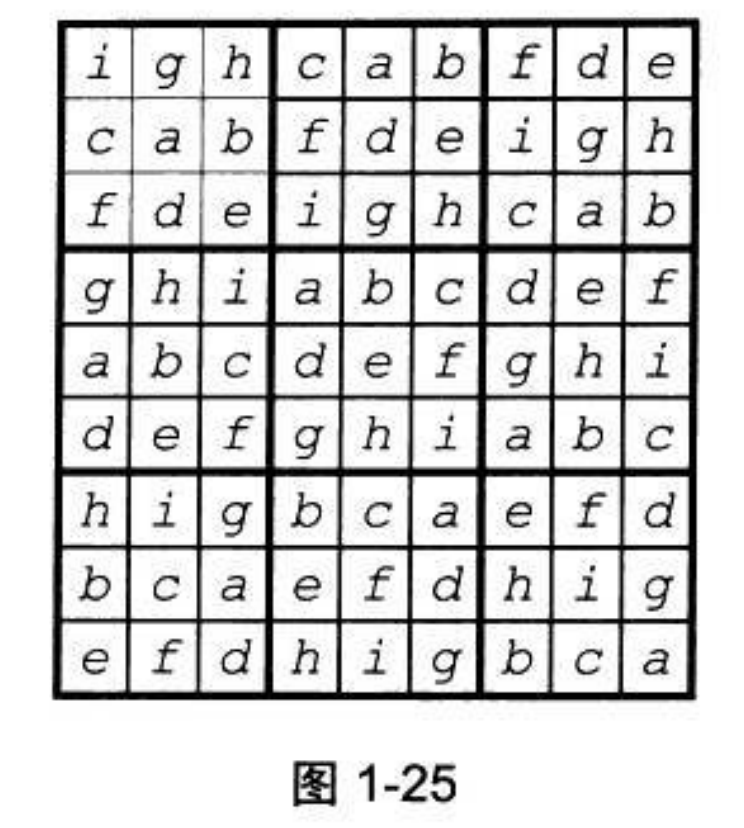 i g h c a b f d e
c a b f d e i g h
f d e i g h c a b
g h i a b c d e f
a b c d e f g h i
d e f g h i a b c
h i g b c a e f d
b c a e f d h i g
e f d h i g b c a
图 1-25